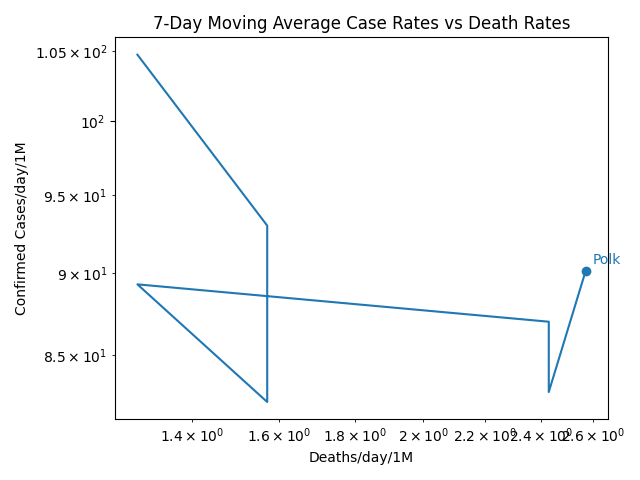 7-Day Moving Average Case Rates vs Death Rates
Confirmed Cases/day/1M
1.05 × 10²
10²
9.5 × 10¹
9 × 10¹
8.5 × 10¹
Polk
1.4 × 10⁰ 1.6 × 10⁰ 1.8 × 10⁰ 2 × 10⁰ 2.2 × 10⁰ 2.4 × 10⁰ 2.6 × 10⁰
Deaths/day/1M